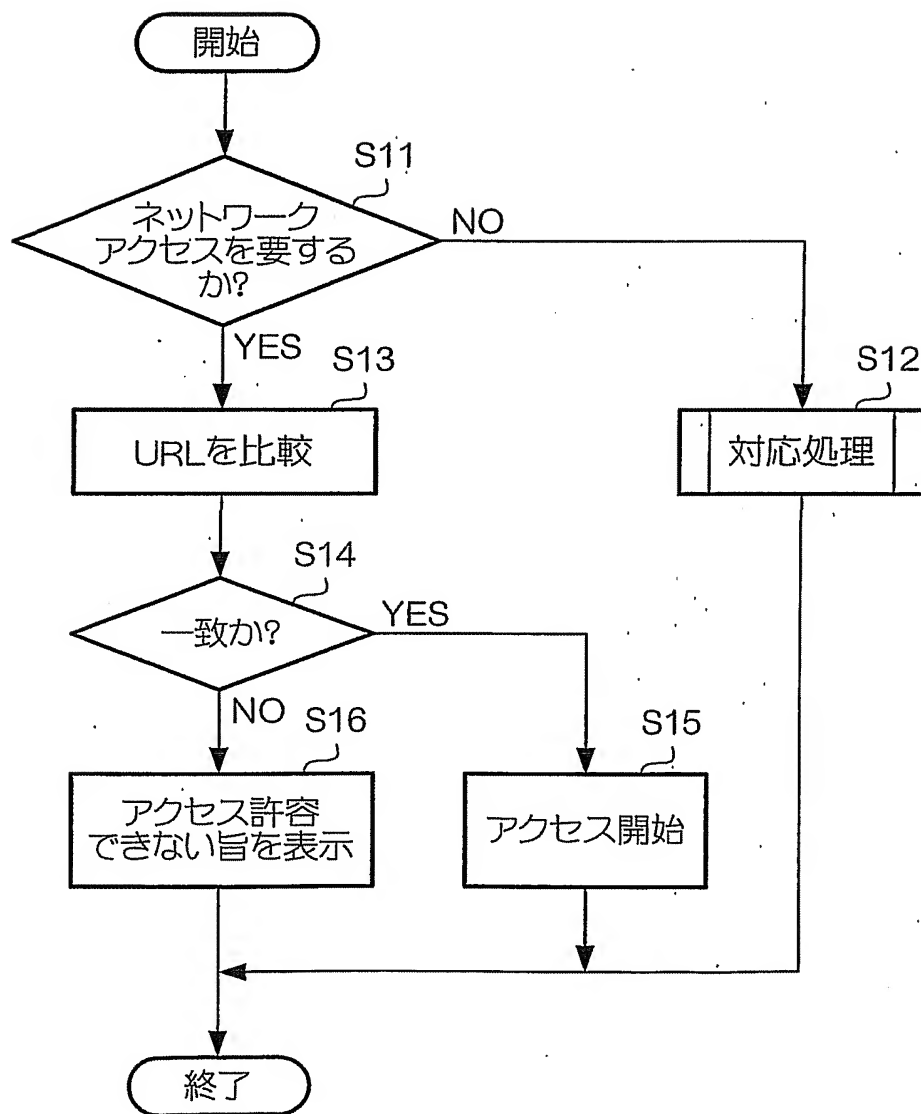 開始
S11
ネットワーク
アクセスを要する
か?
NO
YES
S13
URLを比較
S12
対応処理
S14
一致か?
YES
NO
S16
アクセス許容
できない旨を表示
S15
アクセス開始
終了